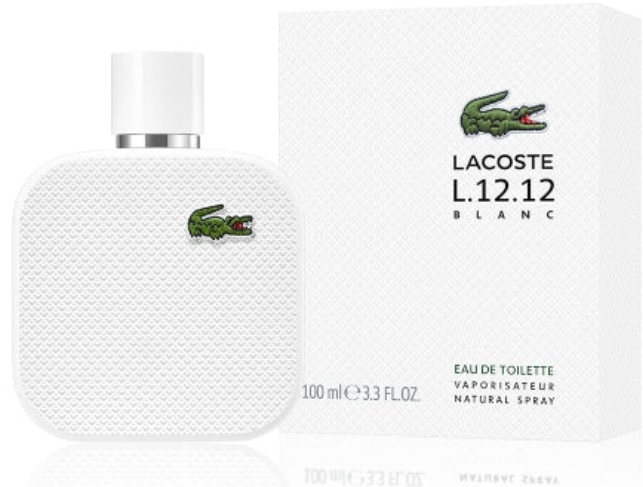 LACOSTE
L.12.12
BLANC
EAU DE TOILETTE
VAPORISATEUR
NATURAL SPRAY
100 ml ℮ 3.3 FL.OZ.